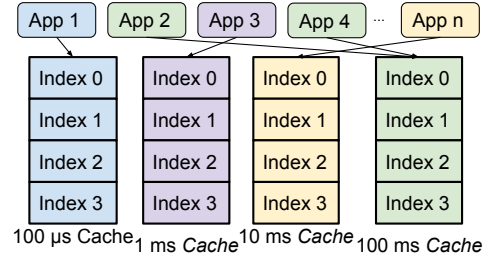 App 1 App 2 App 3 App 4 ... App n
Index 0 Index 0 Index 0 Index 0
Index 1 Index 1 Index 1 Index 1
Index 2 Index 2 Index 2 Index 2
Index 3 Index 3 Index 3 Index 3
100 µs Cache 1 ms Cache 10 ms Cache 100 ms Cache